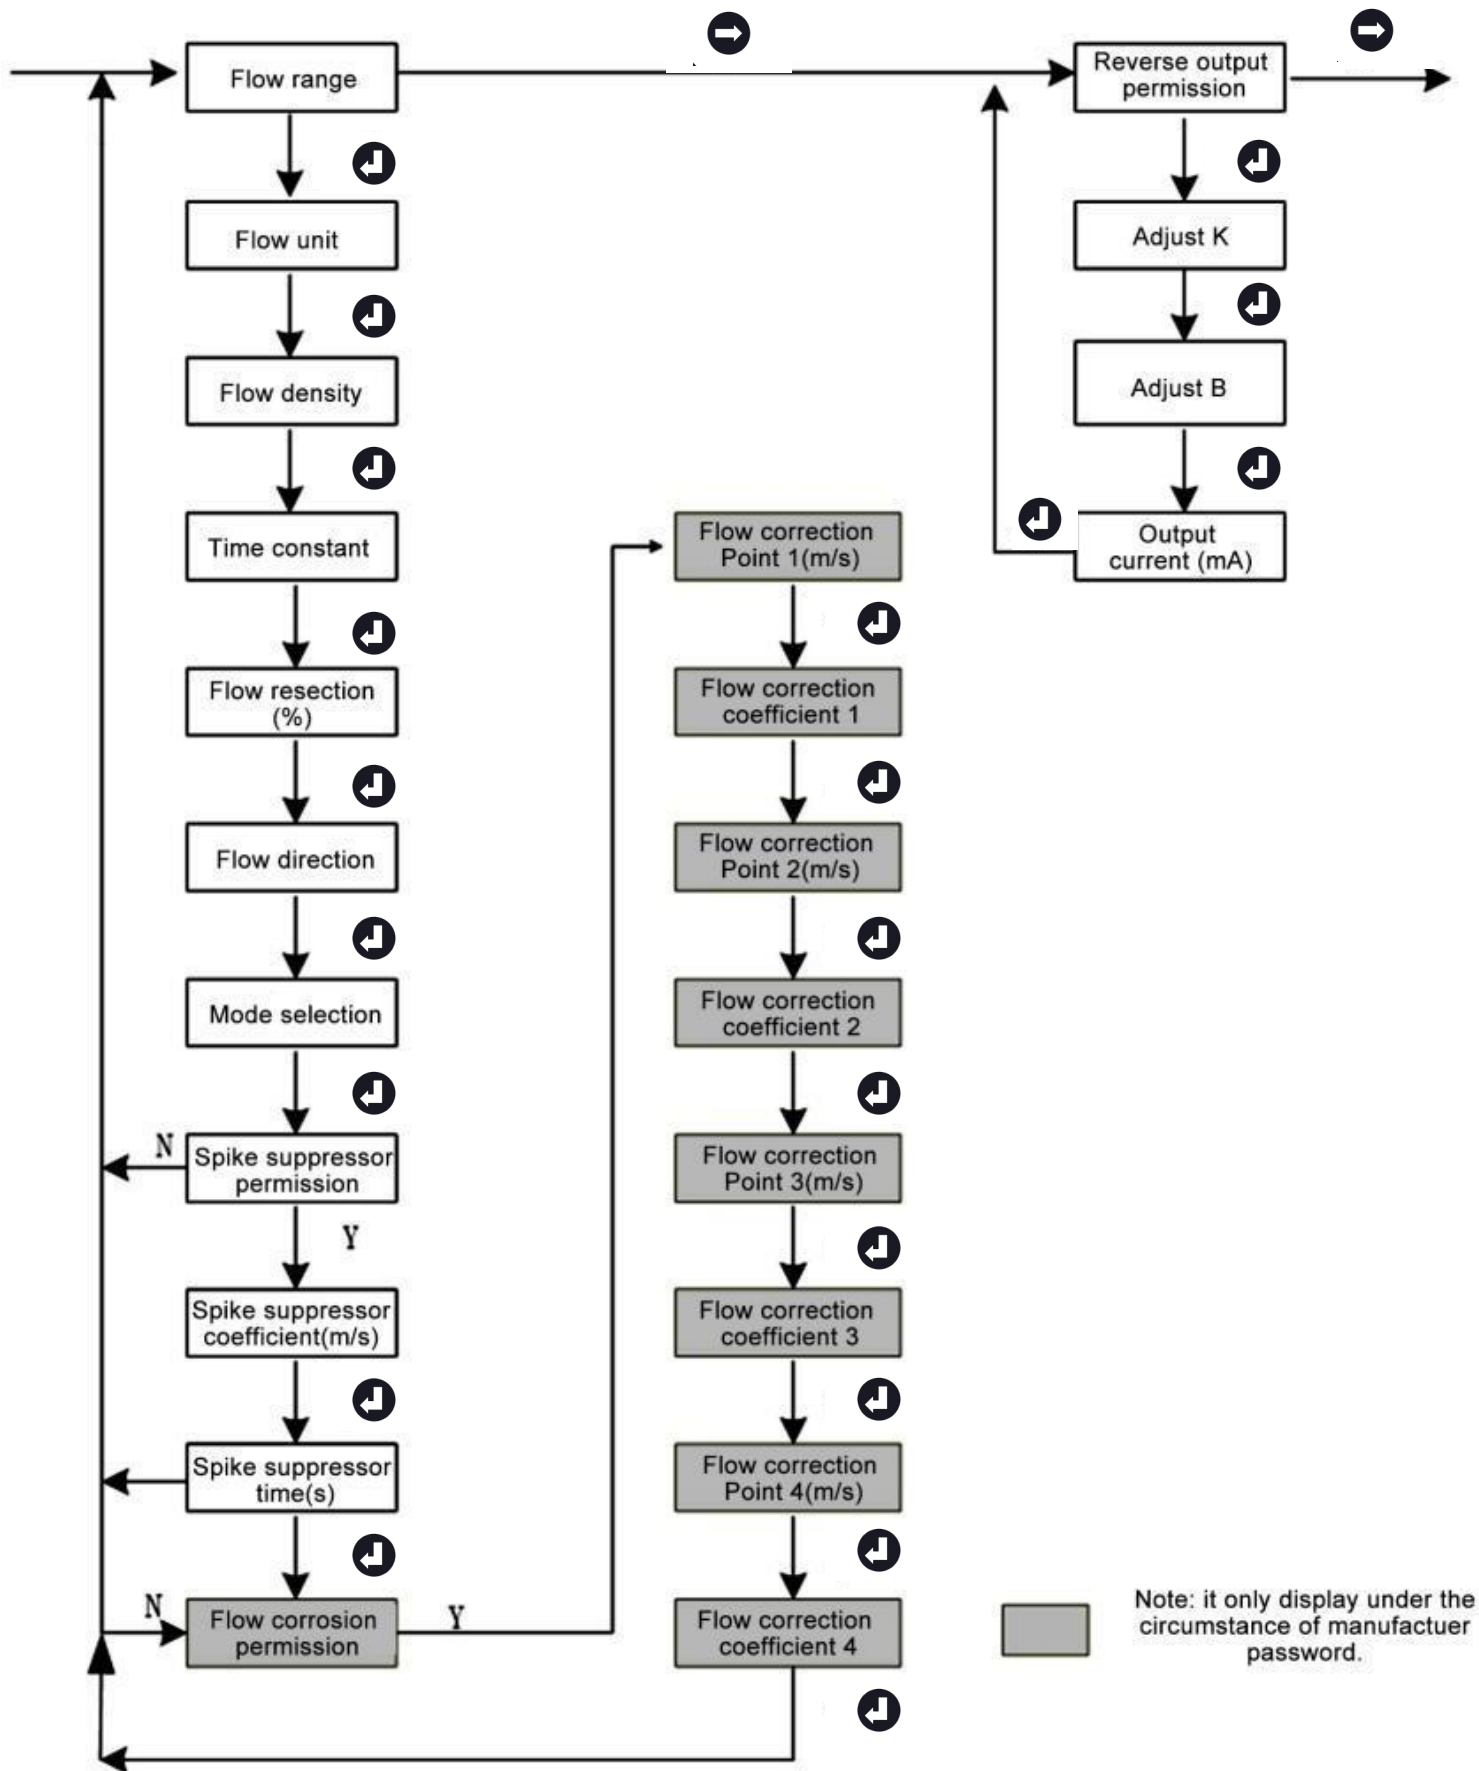 Flow range
Reverse output
permission
Flow unit
Adjust K
Flow density
Adjust B
Time constant
Flow correction
Point 1(m/s)
Output
current (mA)
Flow resection
(%)
Flow correction
coefficient 1
Flow direction
Flow correction
Point 2(m/s)
Mode selection
Flow correction
coefficient 2
N
Spike suppressor
permission
Flow correction
Point 3(m/s)
Y
Spike suppressor
coefficient(m/s)
Flow correction
coefficient 3
Spike suppressor
time(s)
Flow correction
Point 4(m/s)
N
Flow corrosion
permission
Y
Flow correction
coefficient 4
Note: it only display under the
circumstance of manufactuer
password.